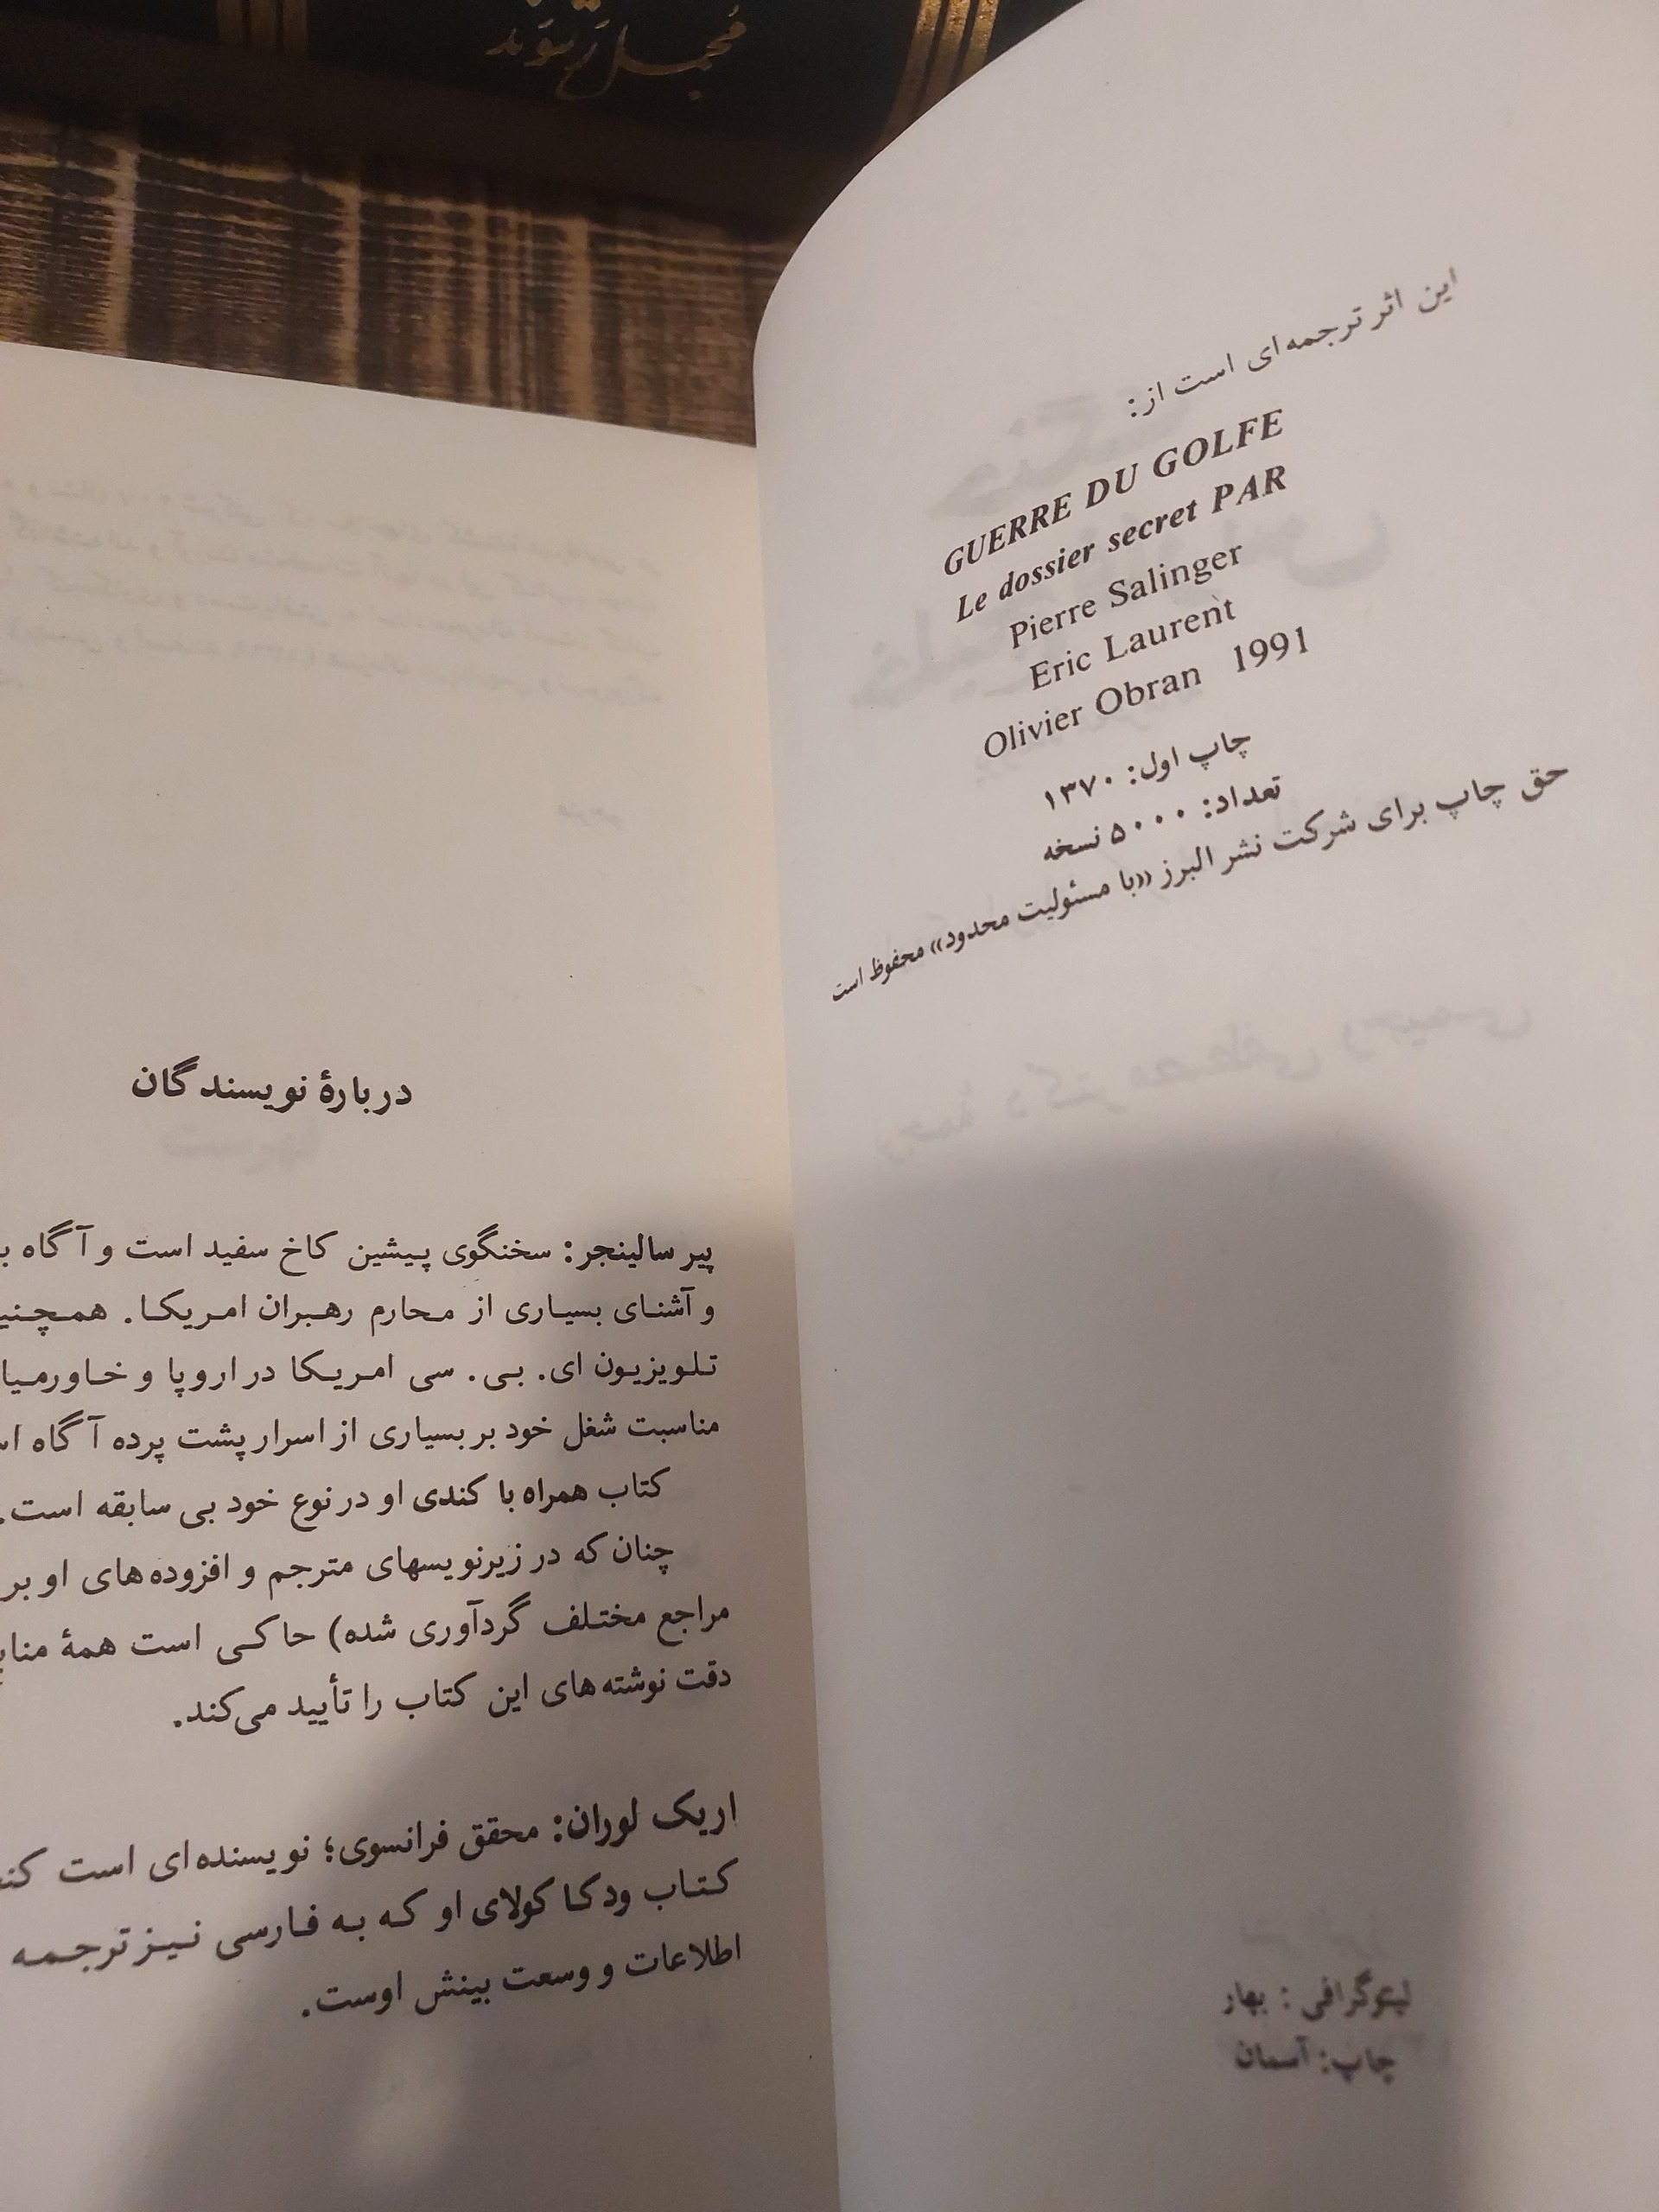 این اثر ترجمه‌ای است از:
GUERRE DU GOLFE
Le dossier secret PAR
Pierre Salinger
Eric Laurent
Olivier Obran 1991
چاپ اول: ۱۳۷۰
تعداد: ۵۰۰۰ نسخه
حق چاپ برای شرکت نشر البرز «با مسئولیت محدود» محفوظ است
لیتوگرافی : بهار
چاپ: آسمان
دربارهٔ نویسندگان
پیر سالینجر: سخنگوی پیشین کاخ سفید است و آگاه
و آشنای بسیاری از محارم رهبران امریکا. همچنین
تلویزیون ای. بی. سی امریکا در اروپا و خاورمیا
مناسبت شغل خود بر بسیاری از اسرار پشت پرده آگاه
کتاب همراه با کندی او در نوع خود بی سابقه است.
چنان که در زیرنویسهای مترجم و افزوده‌های او بر
مراجع مختلف گردآوری شده) حاکی است همهٔ
دقت نوشته‌های این کتاب را تأیید می‌کند.
اریک لوران: محقق فرانسوی؛ نویسنده‌ای است
کتاب ودکا کولای او که به فارسی نیز ترجمه
اطلاعات و وسعت بینش اوست.